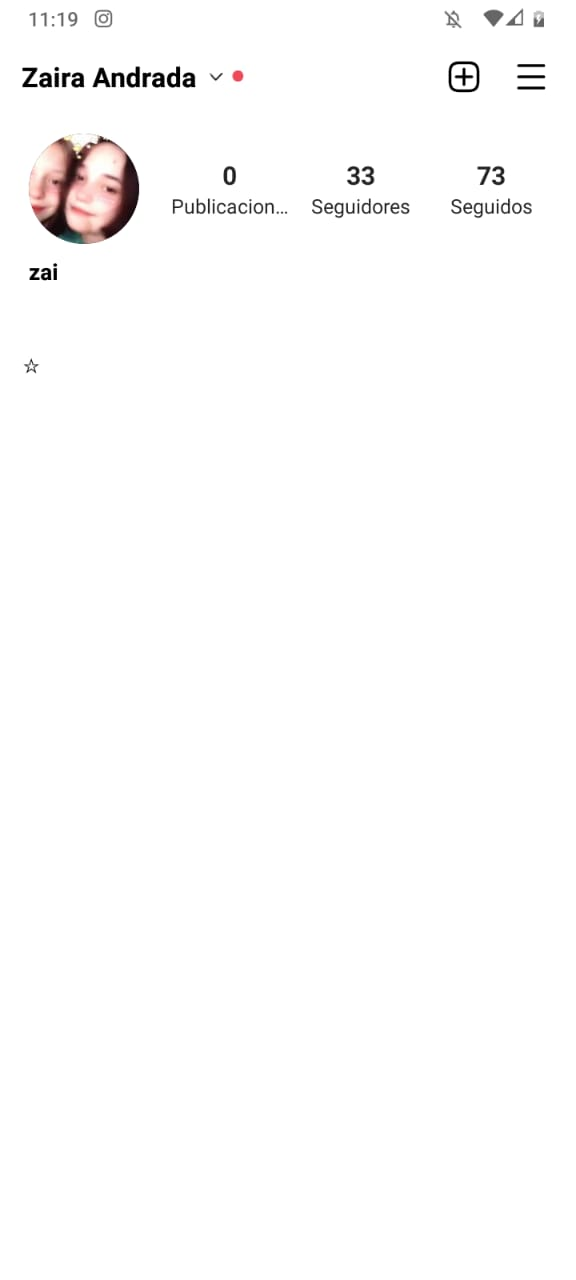 11:19
Zaira Andrada
0 33 73
Publicacion... Seguidores Seguidos
zai
☆